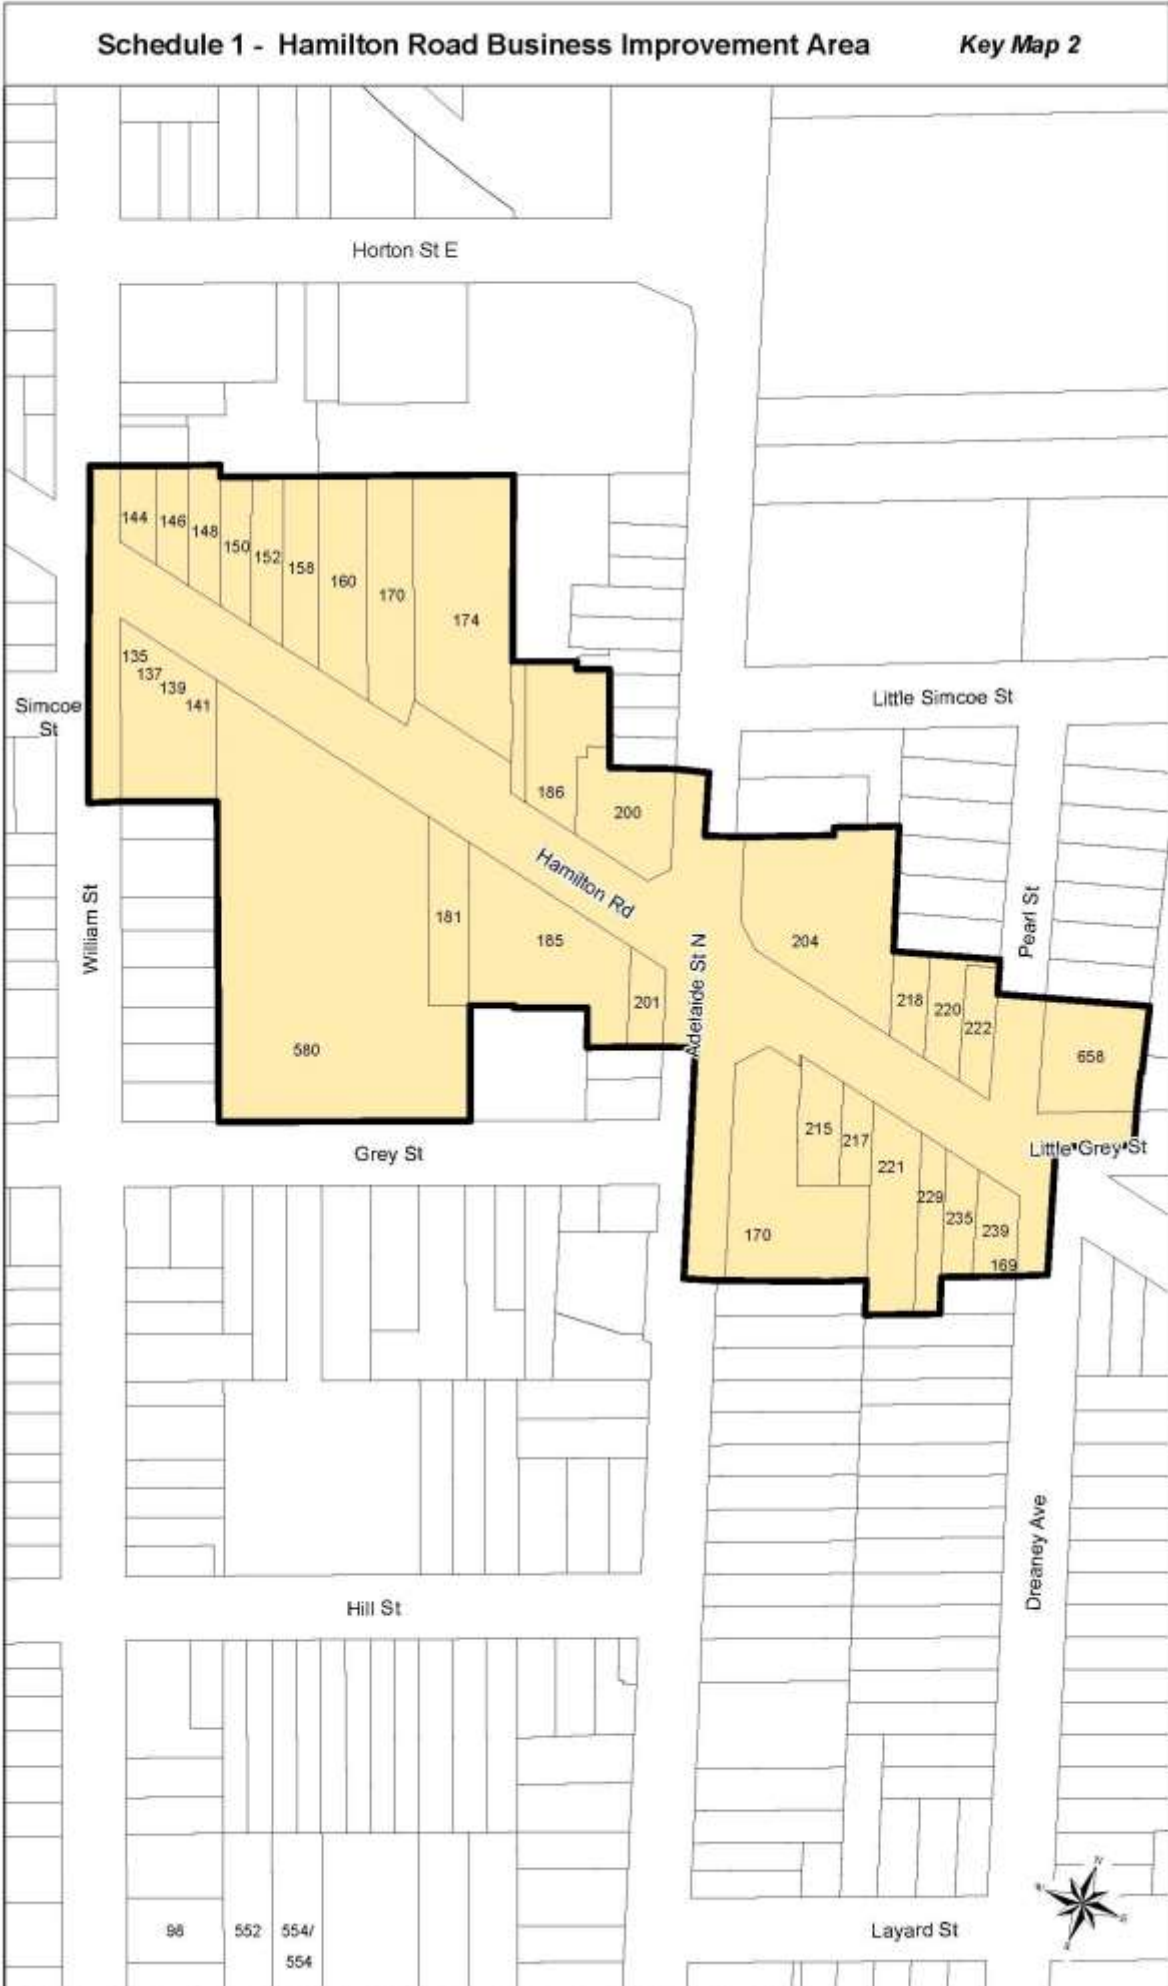 Schedule 1 - Hamilton Road Business Improvement Area
Key Map 2
Horton St E
144
146
148
150
152
158
160
170
174
135
137
139
141
Simcoe
St
Little Simcoe St
186
200
Hamilton Rd
181
185
201
204
William St
Adelaide St N
Pearl St
218
220
222
658
580
Grey St
215
217
221
229
235
239
169
170
Little Grey St
Hill St
Dreaney Ave
98
552
554/
554
Layard St
N